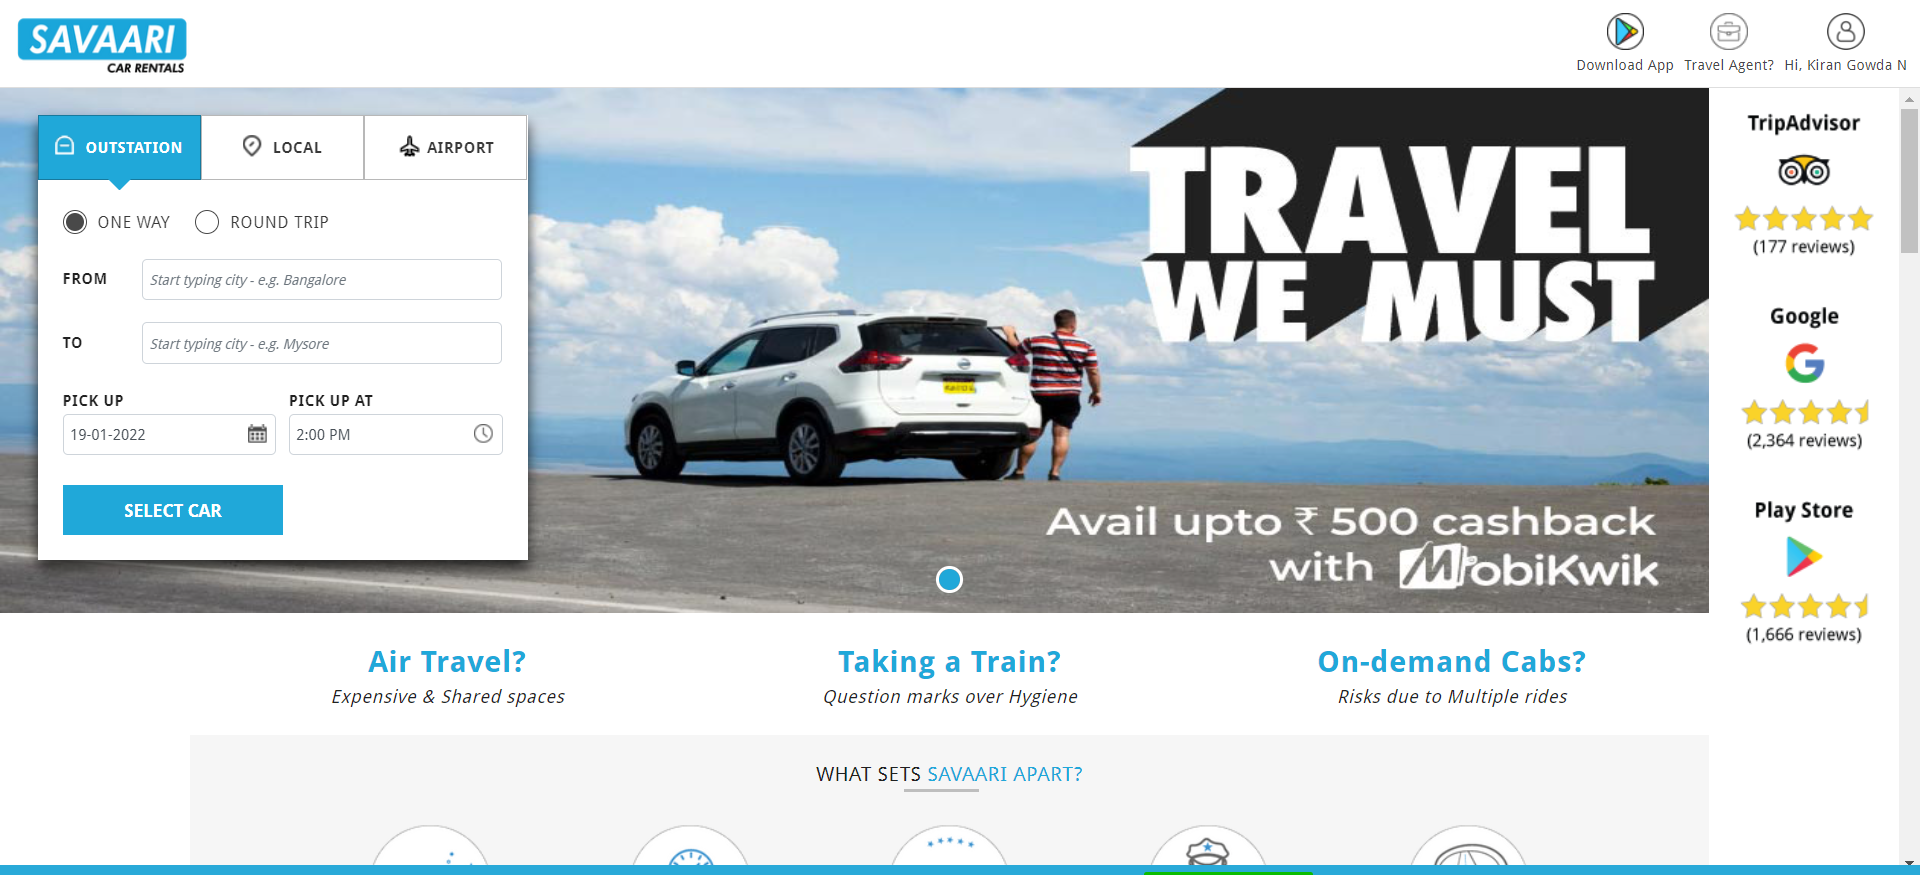 SAVAARI
CAR RENTALS
Download App
Travel Agent?
Hi, Kiran Gowda N
OUTSTATION
LOCAL
AIRPORT
ONE WAY
ROUND TRIP
FROM
Start typing city - e.g. Bangalore
TO
Start typing city - e.g. Mysore
PICK UP
PICK UP AT
19-01-2022
2:00 PM
SELECT CAR
TRAVEL
WE MUST
Avail upto ₹ 500 cashback
with MobiKwik
TripAdvisor
(177 reviews)
Google
(2,364 reviews)
Play Store
(1,666 reviews)
Air Travel?
Expensive & Shared spaces
Taking a Train?
Question marks over Hygiene
On-demand Cabs?
Risks due to Multiple rides
WHAT SETS SAVAARI APART?